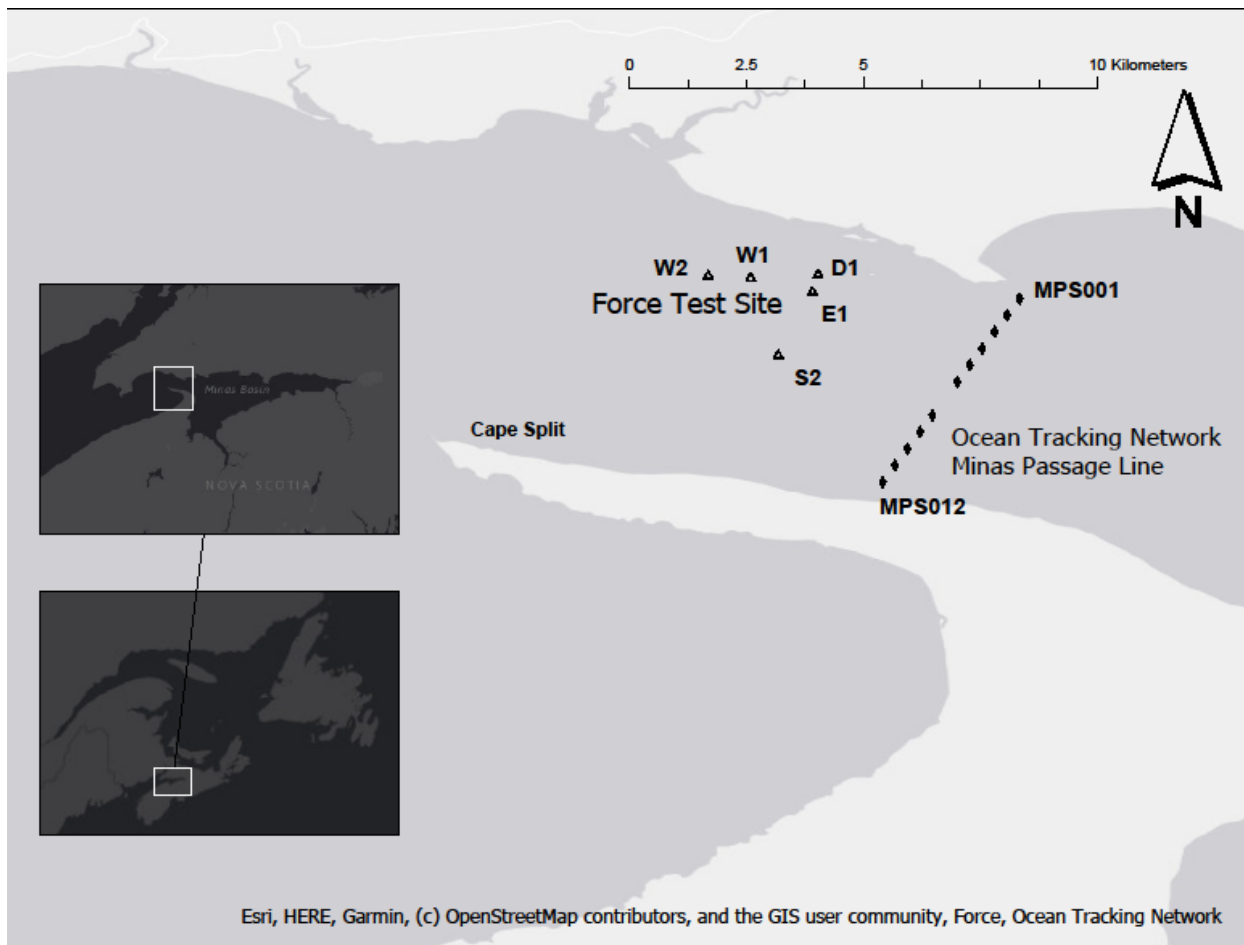 0 2.5 5 10 Kilometers
N
W2 W1 D1
Force Test Site E1
MPS001
S2
Cape Split
Ocean Tracking Network
Minas Passage Line
MPS012
Minas Basin
NOVA SCOTIA
Esri, HERE, Garmin, (c) OpenStreetMap contributors, and the GIS user community, Force, Ocean Tracking Network